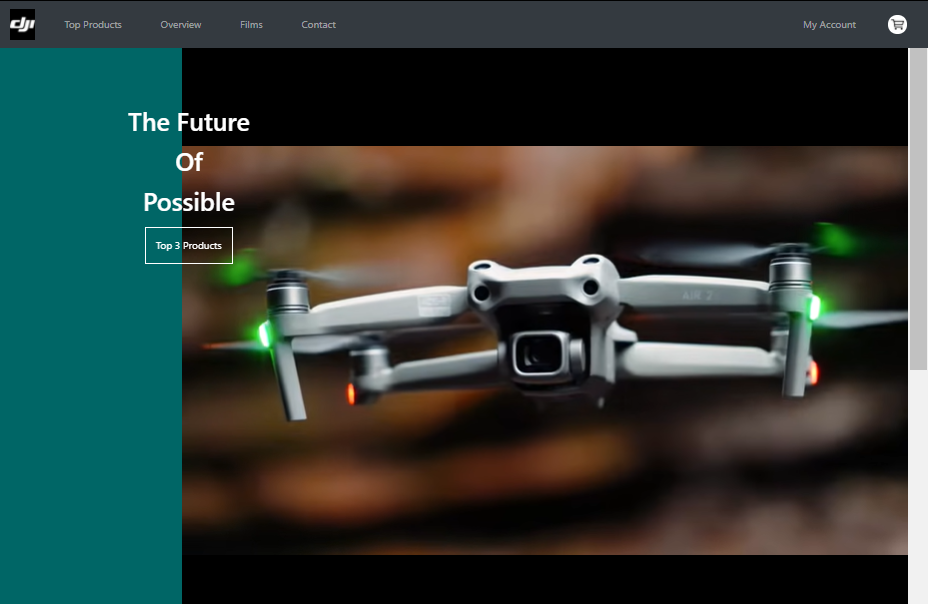 dji
Top Products
Overview
Films
Contact
My Account
The Future
Of
Possible
Top 3 Products
AIR 2